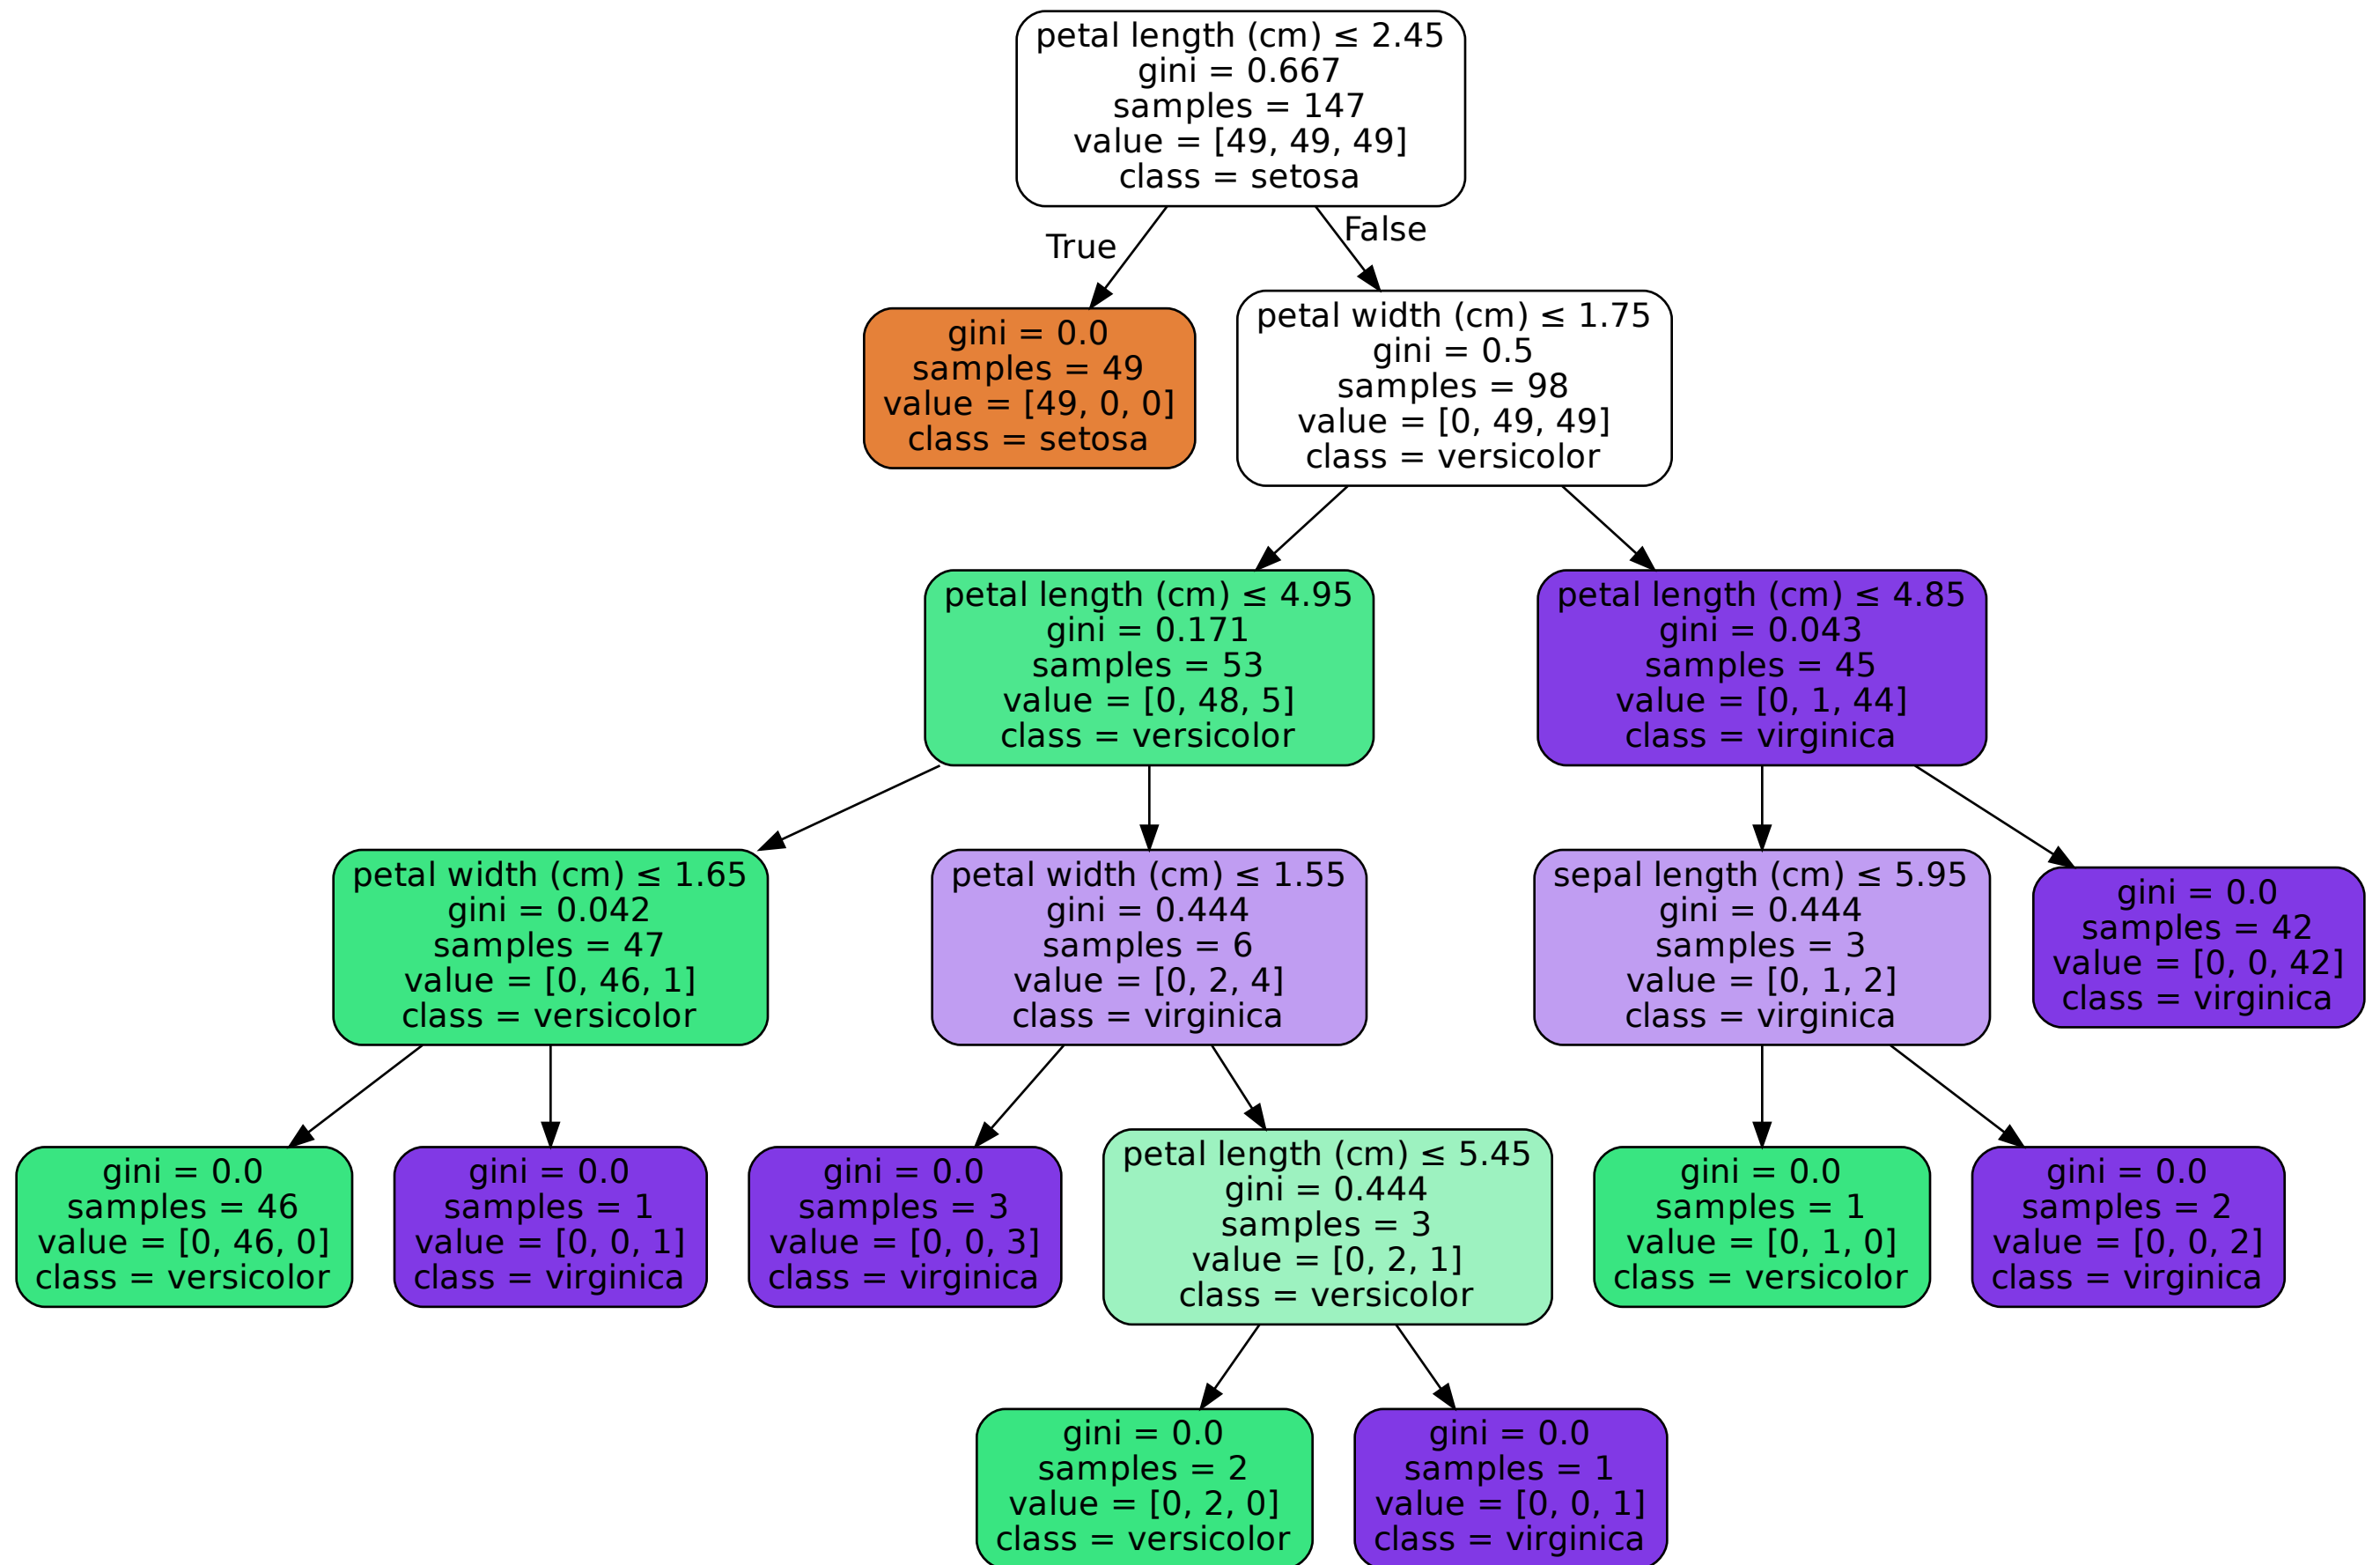 petal length (cm) ≤ 2.45
gini = 0.667
samples = 147
value = [49, 49, 49]
class = setosa
True
False
gini = 0.0
samples = 49
value = [49, 0, 0]
class = setosa
petal width (cm) ≤ 1.75
gini = 0.5
samples = 98
value = [0, 49, 49]
class = versicolor
petal length (cm) ≤ 4.95
gini = 0.171
samples = 53
value = [0, 48, 5]
class = versicolor
petal length (cm) ≤ 4.85
gini = 0.043
samples = 45
value = [0, 1, 44]
class = virginica
petal width (cm) ≤ 1.65
gini = 0.042
samples = 47
value = [0, 46, 1]
class = versicolor
petal width (cm) ≤ 1.55
gini = 0.444
samples = 6
value = [0, 2, 4]
class = virginica
sepal length (cm) ≤ 5.95
gini = 0.444
samples = 3
value = [0, 1, 2]
class = virginica
gini = 0.0
samples = 42
value = [0, 0, 42]
class = virginica
gini = 0.0
samples = 46
value = [0, 46, 0]
class = versicolor
gini = 0.0
samples = 1
value = [0, 0, 1]
class = virginica
gini = 0.0
samples = 3
value = [0, 0, 3]
class = virginica
petal length (cm) ≤ 5.45
gini = 0.444
samples = 3
value = [0, 2, 1]
class = versicolor
gini = 0.0
samples = 1
value = [0, 1, 0]
class = versicolor
gini = 0.0
samples = 2
value = [0, 0, 2]
class = virginica
gini = 0.0
samples = 2
value = [0, 2, 0]
class = versicolor
gini = 0.0
samples = 1
value = [0, 0, 1]
class = virginica